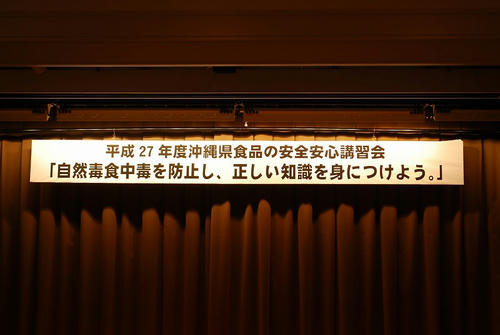 平成27年度沖縄県食品の安全安心講習会
「自然毒食中毒を防止し、正しい知識を身につけよう。」